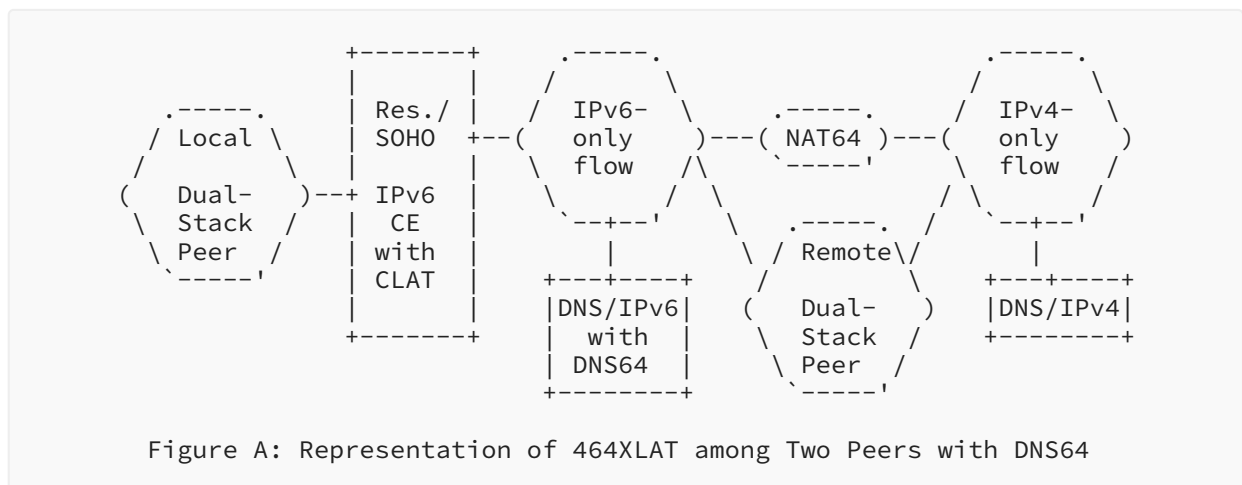 Res./ IPv6-  IPv4-
Local SOHO only NAT64 only
flow flow
Dual- IPv6
Stack CE
Peer with Remote
CLAT
DNS/IPv6 Dual- DNS/IPv4
with Stack
DNS64 Peer
Figure A: Representation of 464XLAT among Two Peers with DNS64